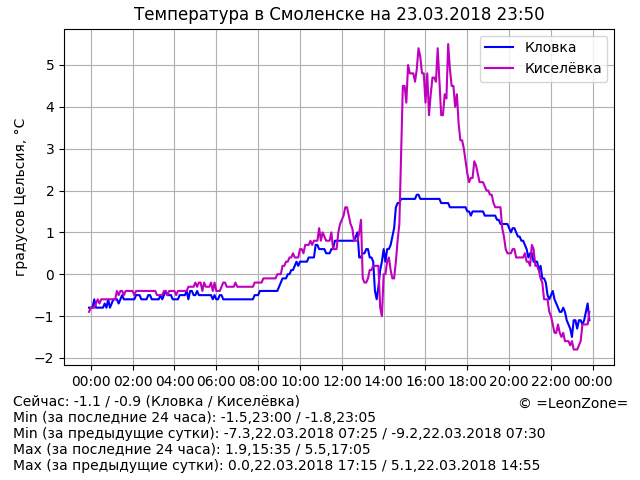 Температура в Смоленске на 23.03.2018 23:50
Кловка
Киселёвка
градусов Цельсия, °C
5
4
3
2
1
0
−1
−2
00:00 02:00 04:00 06:00 08:00 10:00 12:00 14:00 16:00 18:00 20:00 22:00 00:00
Сейчас: -1.1 / -0.9 (Кловка / Киселёвка)
© =LeonZone=
Min (за последние 24 часа): -1.5,23:00 / -1.8,23:05
Min (за предыдущие сутки): -7.3,22.03.2018 07:25 / -9.2,22.03.2018 07:30
Max (за последние 24 часа): 1.9,15:35 / 5.5,17:05
Max (за предыдущие сутки): 0.0,22.03.2018 17:15 / 5.1,22.03.2018 14:55